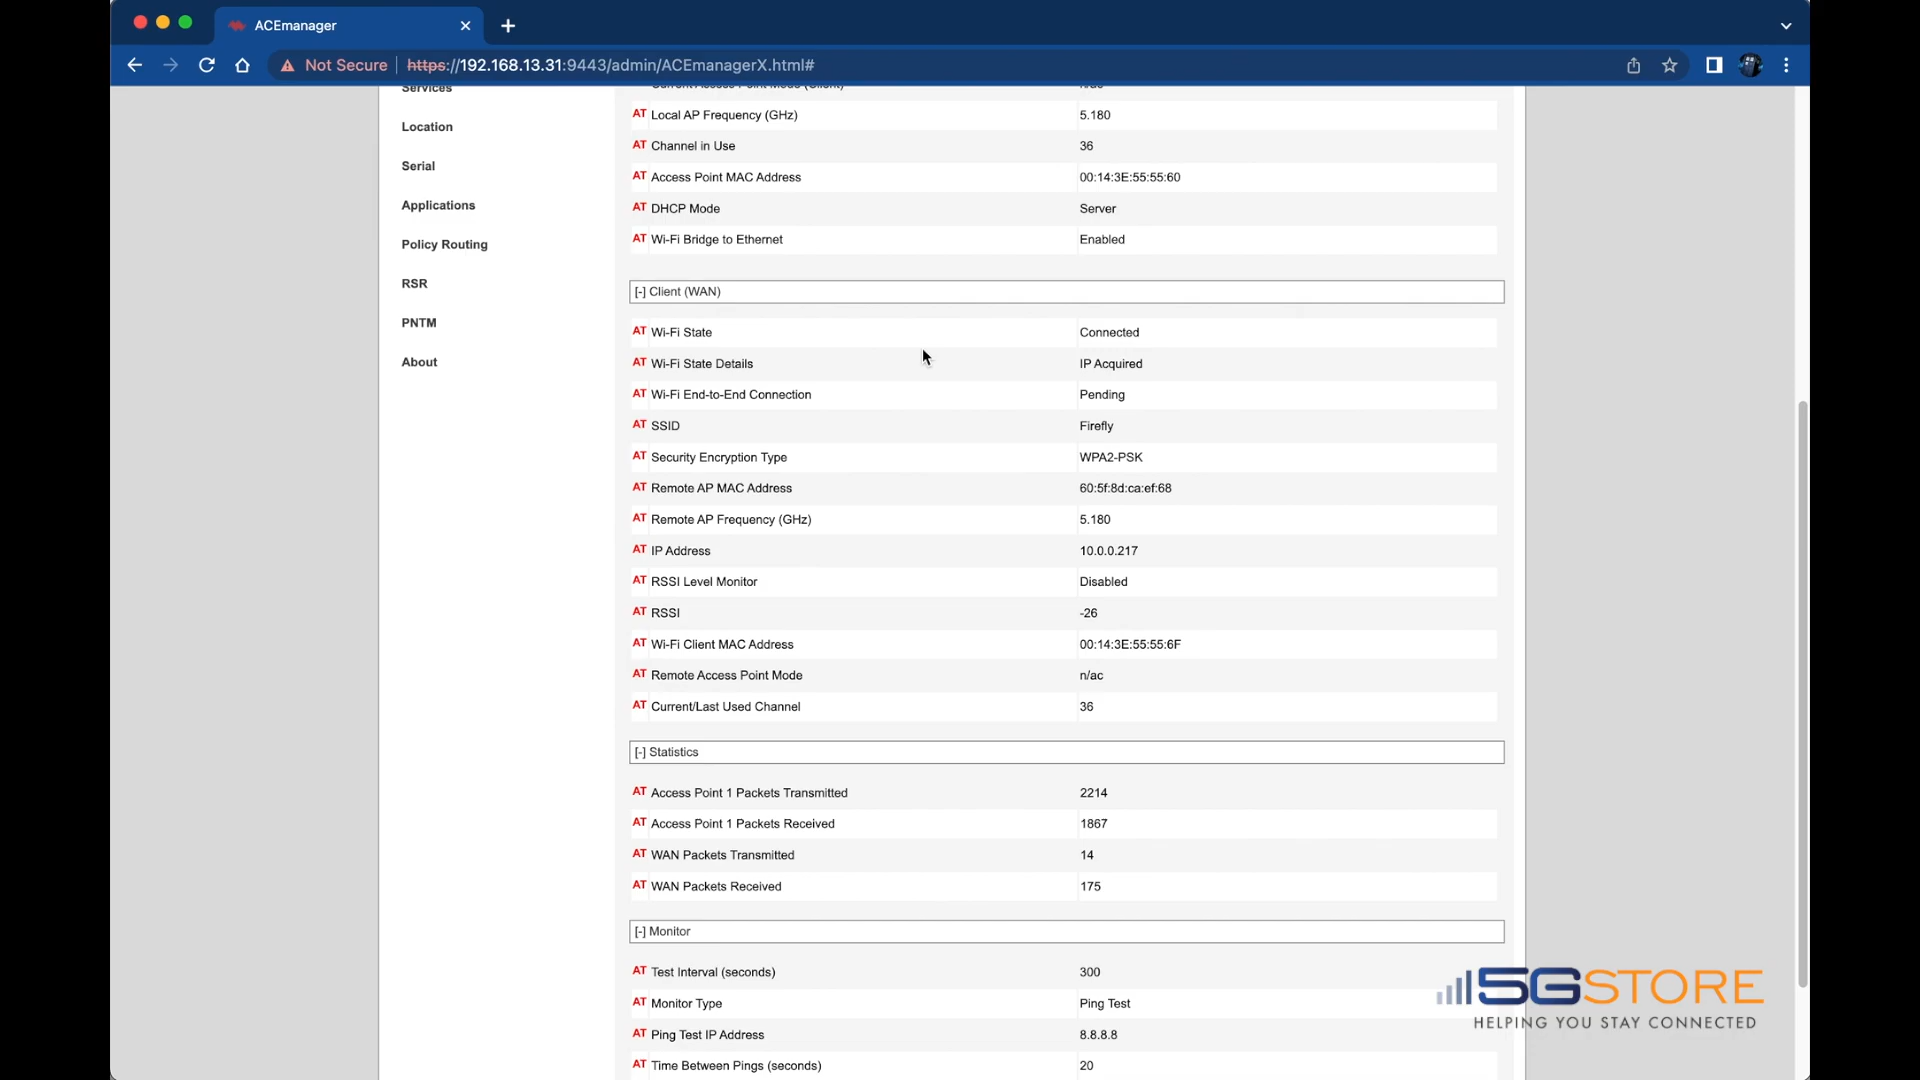 ACEmanager
Not Secure https://192.168.13.31:9443/admin/ACEmanagerX.html#
Services
Location
Serial
Applications
Policy Routing
RSR
PNTM
About
Current Access Point Mode (Client) n/ac
AT Local AP Frequency (GHz) 5.180
AT Channel in Use 36
AT Access Point MAC Address 00:14:3E:55:55:60
AT DHCP Mode Server
AT Wi-Fi Bridge to Ethernet Enabled
[-] Client (WAN)
AT Wi-Fi State Connected
AT Wi-Fi State Details IP Acquired
AT Wi-Fi End-to-End Connection Pending
AT SSID Firefly
AT Security Encryption Type WPA2-PSK
AT Remote AP MAC Address 60:5f:8d:ca:ef:68
AT Remote AP Frequency (GHz) 5.180
AT IP Address 10.0.0.217
AT RSSI Level Monitor Disabled
AT RSSI -26
AT Wi-Fi Client MAC Address 00:14:3E:55:55:6F
AT Remote Access Point Mode n/ac
AT Current/Last Used Channel 36
[-] Statistics
AT Access Point 1 Packets Transmitted 2214
AT Access Point 1 Packets Received 1867
AT WAN Packets Transmitted 14
AT WAN Packets Received 175
[-] Monitor
AT Test Interval (seconds) 300
AT Monitor Type Ping Test
AT Ping Test IP Address 8.8.8.8
AT Time Between Pings (seconds) 20
5GSTORE
HELPING YOU STAY CONNECTED